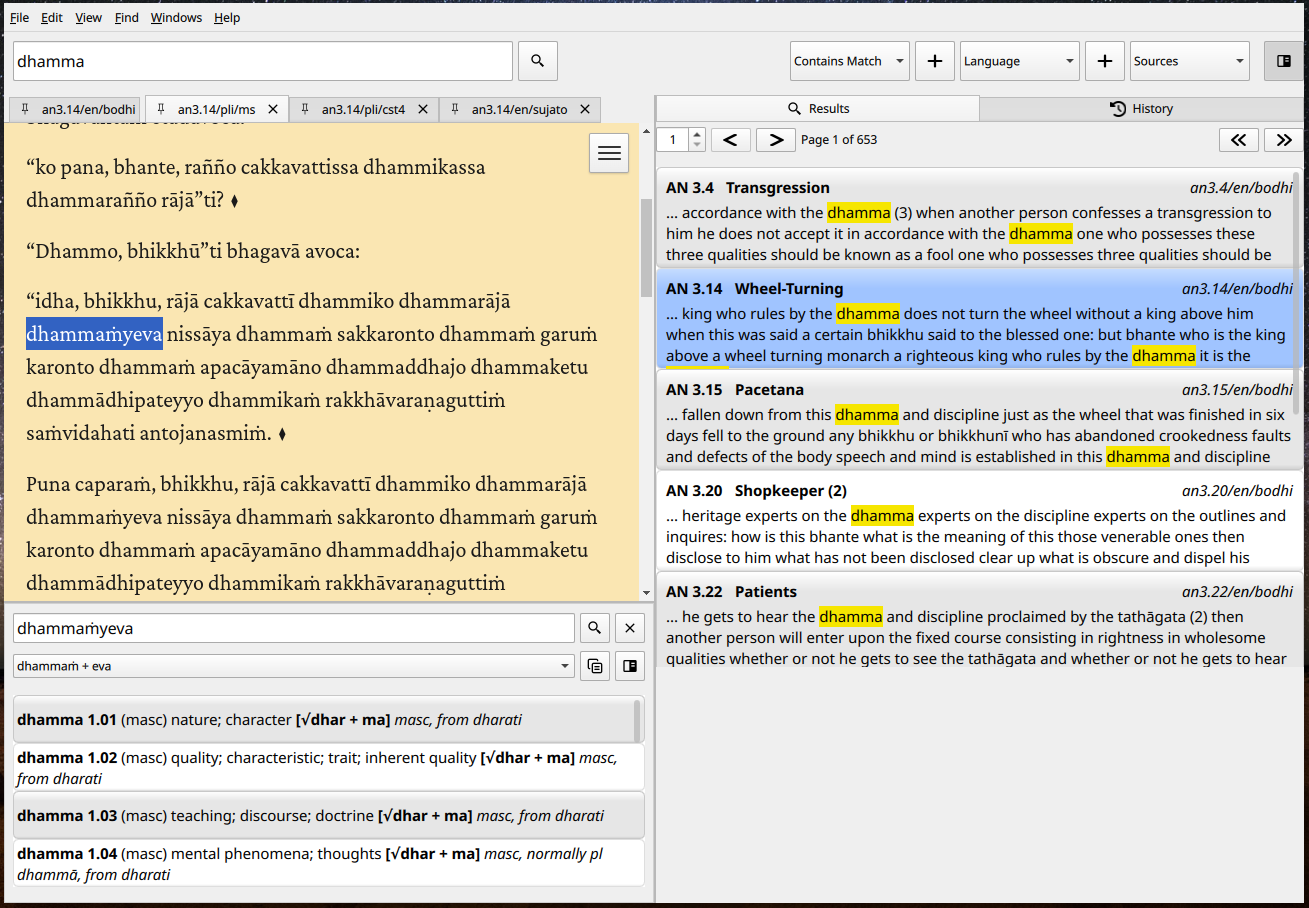 File Edit View Find Windows Help
dhamma
Contains Match + Language + Sources
an3.14/en/bodhi an3.14/pli/ms an3.14/pli/cst4 an3.14/en/sujato
“ko pana, bhante, rañño cakkavattissa dhammikassa
dhammarañño rājā”ti? ♦
“Dhammo, bhikkhū”ti bhagavā avoca:
“idha, bhikkhu, rājā cakkavattī dhammiko dhammarājā
dhammaṁyeva nissāya dhammaṁ sakkaronto dhammaṁ garuṁ
karonto dhammaṁ apacāyamāno dhammaddhajo dhammaketu
dhammādhipateyyo dhammikaṁ rakkhāvaraṇaguttiṁ
saṁvidahati antojanasmiṁ. ♦
Puna caparaṁ, bhikkhu, rājā cakkavattī dhammiko dhammarājā
dhammaṁyeva nissāya dhammaṁ sakkaronto dhammaṁ garuṁ
karonto dhammaṁ apacāyamāno dhammaddhajo dhammaketu
dhammādhipateyyo dhammikaṁ rakkhāvaraṇaguttiṁ
dhammaṁyeva
dhammaṁ + eva
dhamma 1.01 (masc) nature; character [√dhar + ma] masc, from dharati
dhamma 1.02 (masc) quality; characteristic; trait; inherent quality [√dhar + ma] masc,
from dharati
dhamma 1.03 (masc) teaching; discourse; doctrine [√dhar + ma] masc, from dharati
dhamma 1.04 (masc) mental phenomena; thoughts [√dhar + ma] masc, normally pl
dhammā, from dharati
Results History
1 < > Page 1 of 653
AN 3.4 Transgression an3.4/en/bodhi
... accordance with the dhamma (3) when another person confesses a transgression to
him he does not accept it in accordance with the dhamma one who possesses these
three qualities should be known as a fool one who possesses three qualities should be
AN 3.14 Wheel-Turning an3.14/en/bodhi
... king who rules by the dhamma does not turn the wheel without a king above him
when this was said a certain bhikkhu said to the blessed one: but bhante who is the king
above a wheel turning monarch a righteous king who rules by the dhamma it is the
AN 3.15 Pacetana an3.15/en/bodhi
... fallen down from this dhamma and discipline just as the wheel that was finished in six
days fell to the ground any bhikkhu or bhikkhunī who has abandoned crookedness faults
and defects of the body speech and mind is established in this dhamma and discipline
AN 3.20 Shopkeeper (2) an3.20/en/bodhi
... heritage experts on the dhamma experts on the discipline experts on the outlines and
inquires: how is this bhante what is the meaning of this those venerable ones then
disclose to him what has not been disclosed clear up what is obscure and dispel his
AN 3.22 Patients an3.22/en/bodhi
... he gets to hear the dhamma and discipline proclaimed by the tathāgata (2) then
another person will enter upon the fixed course consisting in rightness in wholesome
qualities whether or not he gets to see the tathāgata and whether or not he gets to hear